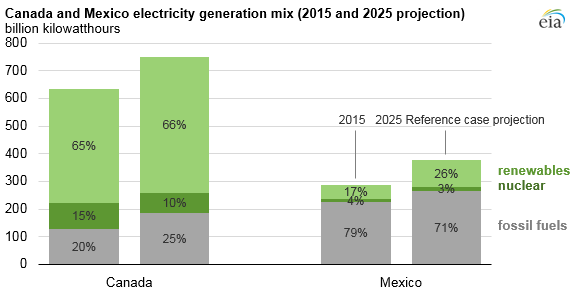 Canada and Mexico electricity generation mix (2015 and 2025 projection)
billion kilowatthours
eia
800
700
600
500
400
300
200
100
0
65%
15%
20%
66%
10%
25%
2015
2025 Reference case projection
17%
4%
79%
26%
3%
71%
renewables
nuclear
fossil fuels
Canada
Mexico